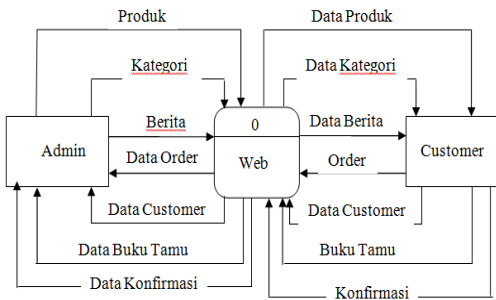 Produk
Data Produk
Kategori
Data Kategori
Berita
0
Data Berita
Admin
Data Order
Web
Order
Customer
Data Customer
Data Customer
Data Buku Tamu
Buku Tamu
Data Konfirmasi
Konfirmasi